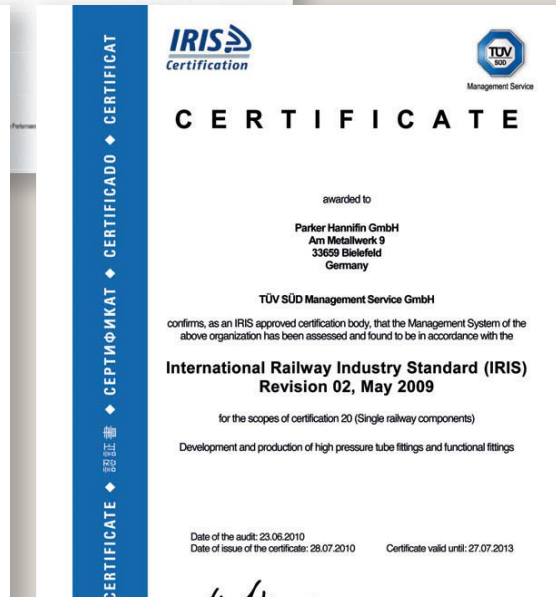 IRIS
Certification
TÜV
SÜD
Management Service
CERTIFICATE
awarded to
Parker Hannifin GmbH
Am Metallwerk 9
33659 Bielefeld
Germany
TÜV SÜD Management Service GmbH
confirms, as an IRIS approved certification body, that the Management System of the
above organization has been assessed and found to be in accordance with the
International Railway Industry Standard (IRIS)
Revision 02, May 2009
for the scopes of certification 20 (Single railway components)
Development and production of high pressure tube fittings and functional fittings
Date of the audit: 23.06.2010
Date of issue of the certificate: 28.07.2010 Certificate valid until: 27.07.2013
CERTIFICATE ◆ 認証書 ◆ СЕРТИФИКАТ ◆ CERTIFICADO ◆ CERTIFICAT